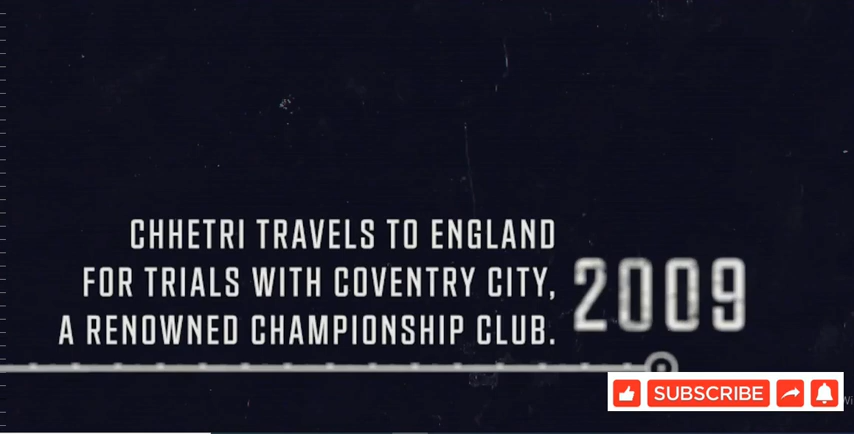 CHHETRI TRAVELS TO ENGLAND
FOR TRIALS WITH COVENTRY CITY,
A RENOWNED CHAMPIONSHIP CLUB.
2009
SUBSCRIBE